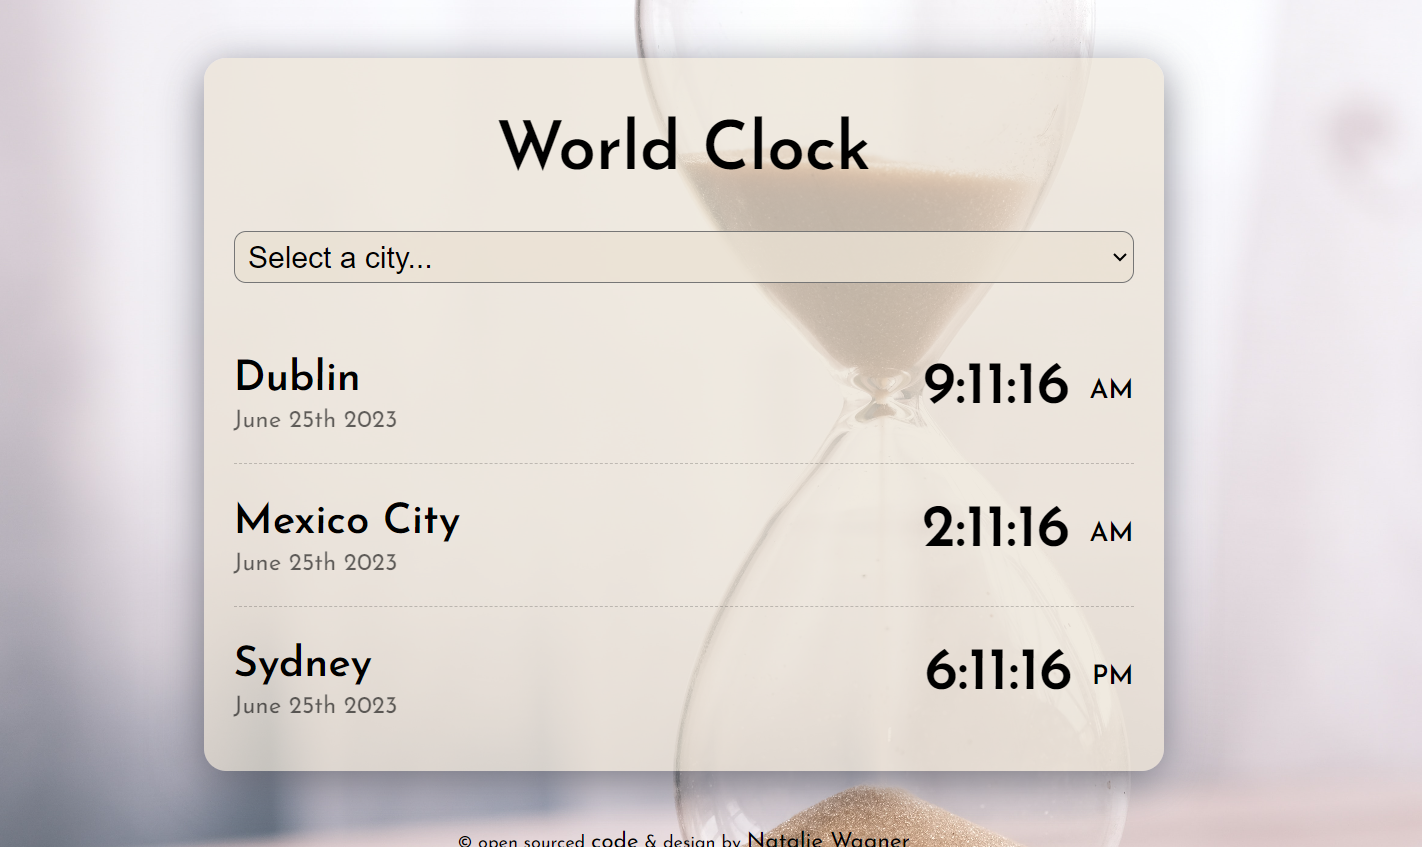 World Clock
Select a city...
Dublin
9:11:16 AM
June 25th 2023
Mexico City
2:11:16 AM
June 25th 2023
Sydney
6:11:16 PM
June 25th 2023
© open sourced code & design by Natalie Wagner